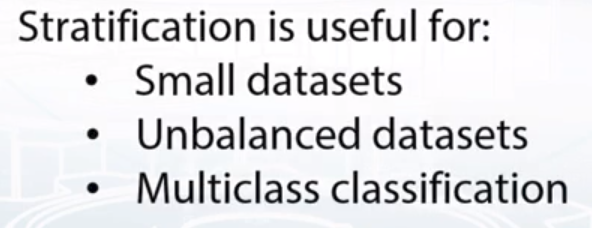 Stratification is useful for:
• Small datasets
• Unbalanced datasets
• Multiclass classification